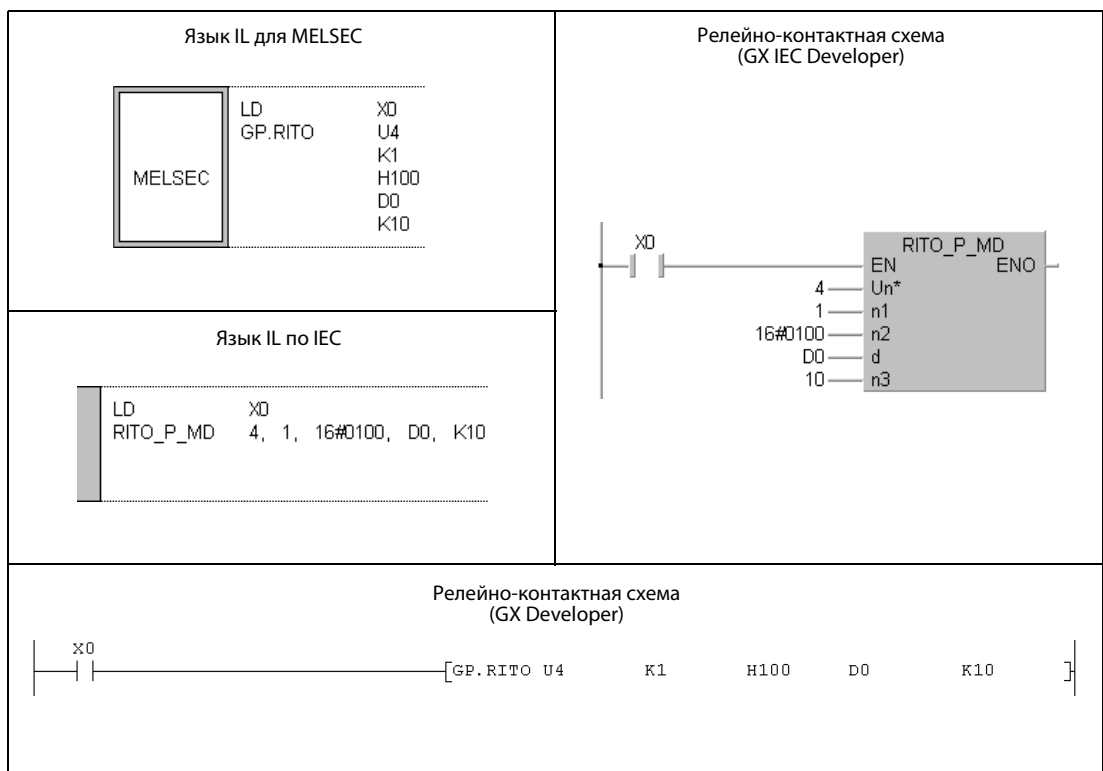 Язык IL для MELSEC
MELSEC
LD X0
GP.RITO U4
K1
H100
D0
K10
Релейно-контактная схема
(GX IEC Developer)
X0
RITO_P_MD
EN ENO
4 Un*
1 n1
16#0100 n2
D0 d
10 n3
Язык IL по IEC
LD X0
RITO_P_MD 4, 1, 16#0100, D0, K10
Релейно-контактная схема
(GX Developer)
X0
[GP.RITO U4 K1 H100 D0 K10 ]